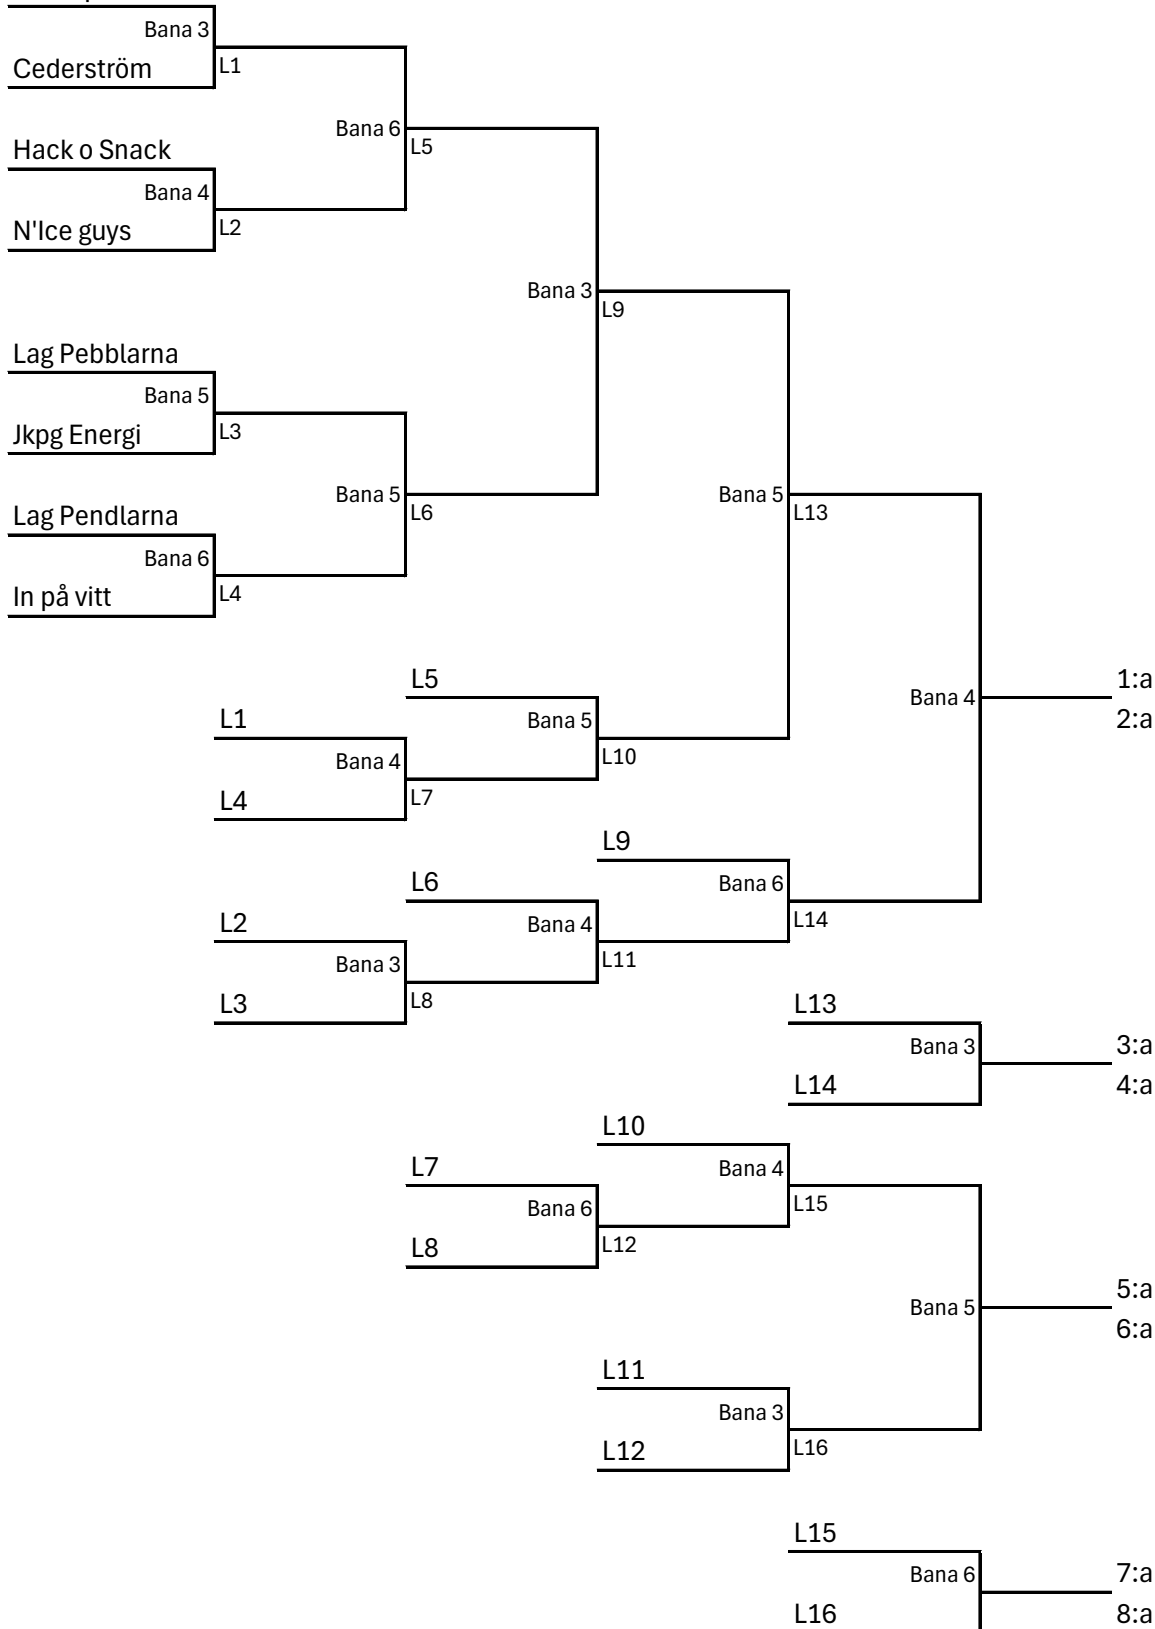 Bana 3
Cederström
L1
Bana 6
L5
Hack o Snack
Bana 4
N'Ice guys
L2
Bana 3
L9
Lag Pebblarna
Bana 5
Jkpg Energi
L3
Bana 5
L6
Bana 5
L13
Lag Pendlarna
Bana 6
In på vitt
L4
L5
L1
Bana 5
Bana 4
L10
L4
L7
Bana 4
1:a
2:a
L9
L6
Bana 6
L2
Bana 4
L14
Bana 3
L11
L3
L8
L13
Bana 3
L14
3:a
4:a
L10
L7
Bana 4
Bana 6
L15
L8
L12
Bana 5
5:a
6:a
L11
Bana 3
L12
L16
L15
Bana 6
L16
7:a
8:a